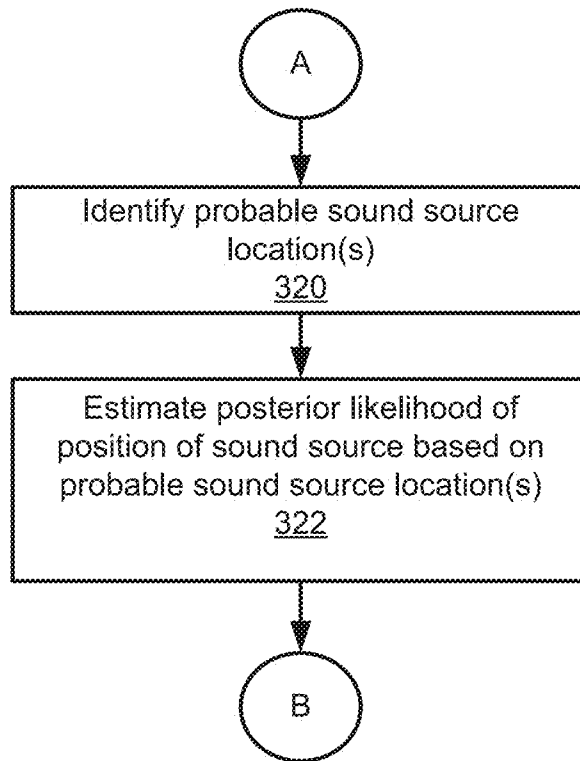 A
Identify probable sound source
location(s)
320
Estimate posterior likelihood of
position of sound source based on
probable sound source location(s)
322
B